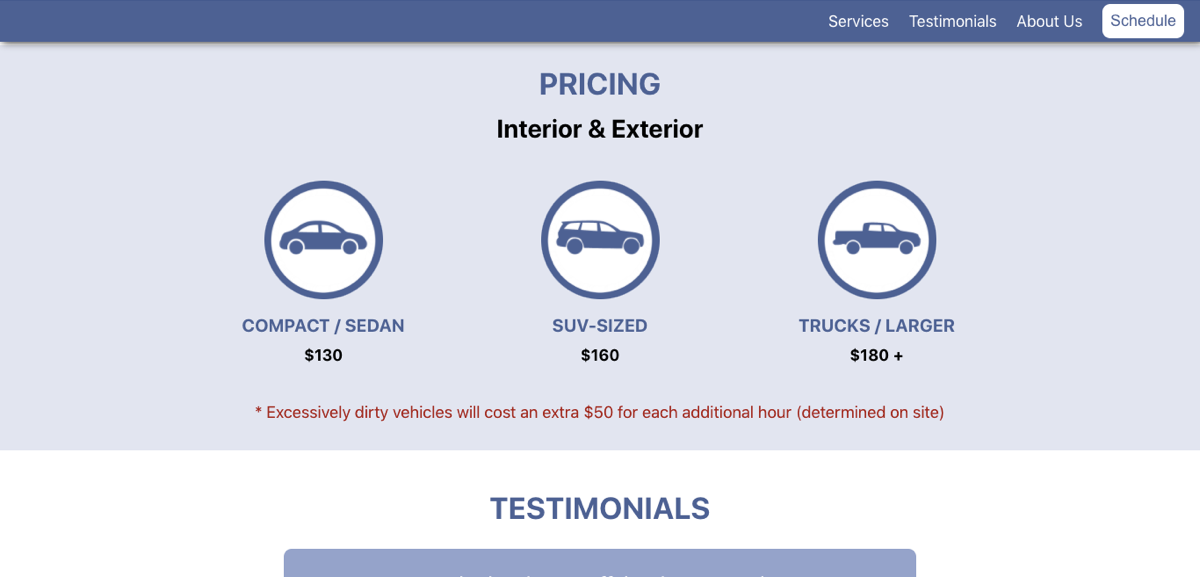 Services Testimonials About Us Schedule
PRICING
Interior & Exterior
COMPACT / SEDAN SUV-SIZED TRUCKS / LARGER
$130 $160 $180 +
* Excessively dirty vehicles will cost an extra $50 for each additional hour (determined on site)
TESTIMONIALS